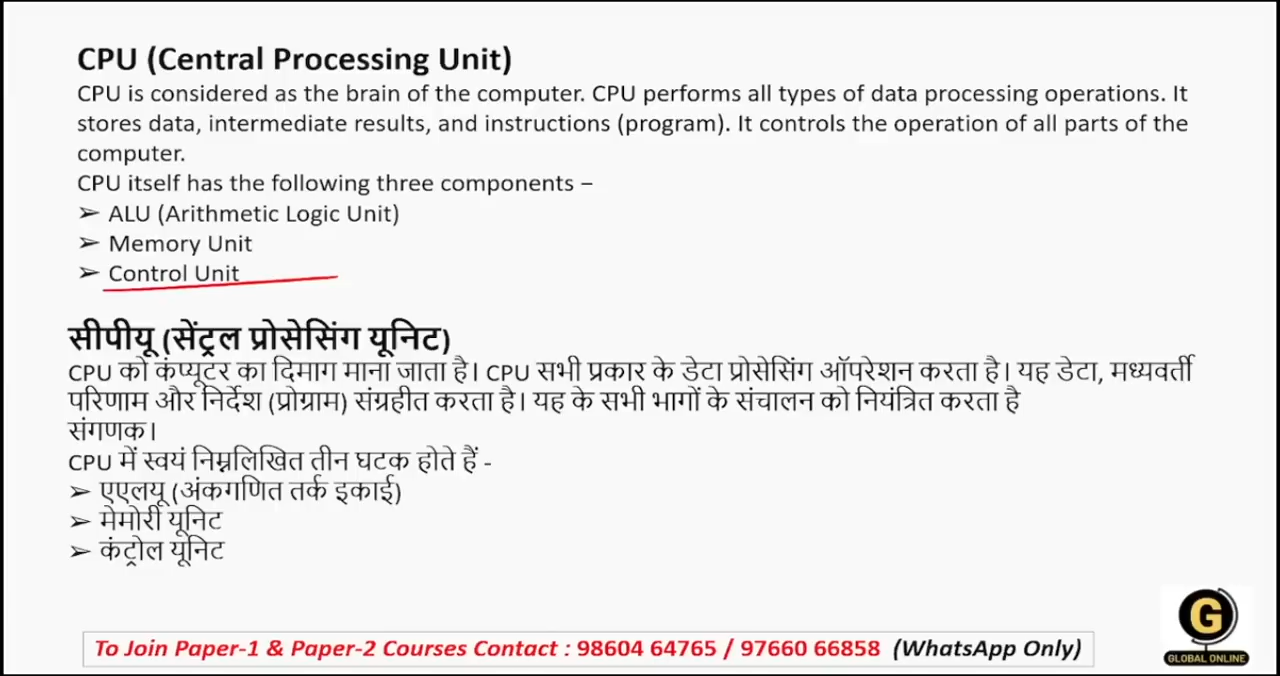 CPU (Central Processing Unit)
CPU is considered as the brain of the computer. CPU performs all types of data processing operations. It
stores data, intermediate results, and instructions (program). It controls the operation of all parts of the
computer.
CPU itself has the following three components –
➢ ALU (Arithmetic Logic Unit)
➢ Memory Unit
➢ Control Unit
सीपीयू (सेंट्रल प्रोसेसिंग यूनिट)
CPU को कंप्यूटर का दिमाग माना जाता है। CPU सभी प्रकार के डेटा प्रोसेसिंग ऑपरेशन करता है। यह डेटा, मध्यवर्ती
परिणाम और निर्देश (प्रोग्राम) संग्रहीत करता है। यह के सभी भागों के संचालन को नियंत्रित करता है
संगणक।
CPU में स्वयं निम्नलिखित तीन घटक होते हैं -
➢ एएलयू (अंकगणित तर्क इकाई)
➢ मेमोरी यूनिट
➢ कंट्रोल यूनिट
To Join Paper-1 & Paper-2 Courses Contact : 98604 64765 / 97660 66858 (WhatsApp Only)
G
GLOBAL ONLINE